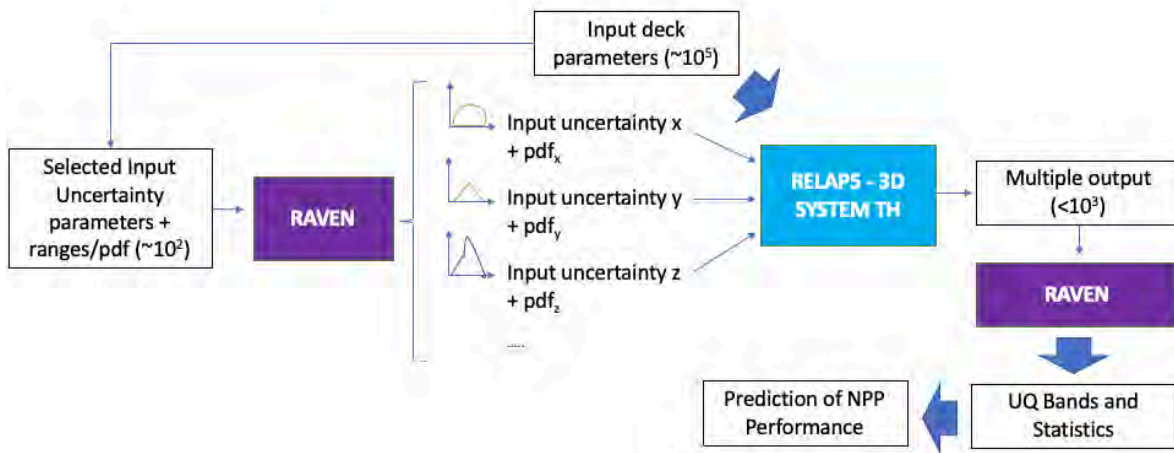 Input deck
parameters (~10⁵)
Selected Input
Uncertainty
parameters +
ranges/pdf (~10²)
RAVEN
Input uncertainty x
+ pdfₓ
Input uncertainty y
+ pdfᵧ
Input uncertainty z
+ pdf_z
.....
RELAP5 - 3D
SYSTEM TH
Multiple output
(<10³)
RAVEN
UQ Bands and
Statistics
Prediction of NPP
Performance